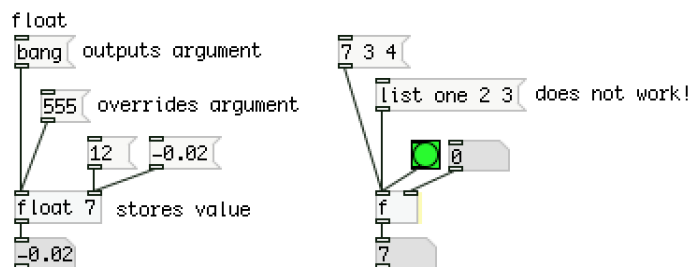 float
bang outputs argument
7 3 4
list one 2 3 does not work!
555 overrides argument
12 -0.02
0
float 7 stores value
f
-0.02
7